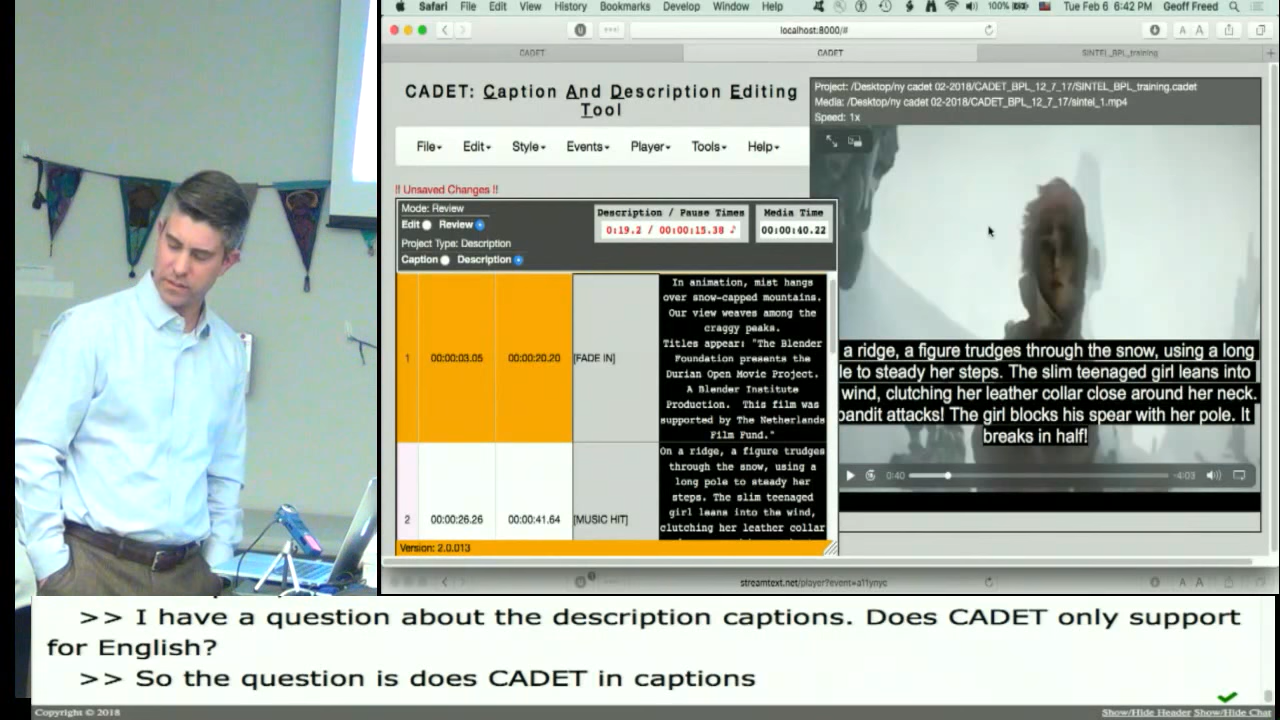 Safari File Edit View History Bookmarks Develop Window Help 100% Tue Feb 6 6:42 PM Geoff Freed
localhost:8000/#
CADET CADET SINTEL_BPL_training
CADET: Caption And Description Editing
Tool
File Edit Style Events Player Tools Help
!! Unsaved Changes !!
Mode: Review
Edit Review
Project Type: Description
Caption Description
Description / Pause Times
0:19.2 / 00:00:15.38
Media Time
00:00:40.22
1 00:00:03.05 00:00:20.20 [FADE IN]
In animation, mist hangs
over snow-capped mountains.
Our view weaves among the
craggy peaks.
Titles appear: "The Blender
Foundation presents the
Durian Open Movie Project.
A Blender Institute
Production. This film was
supported by The Netherlands
Film Fund."
2 00:00:26.26 00:00:41.64 [MUSIC HIT]
On a ridge, a figure trudges
through the snow, using a
long pole to steady her
steps. The slim teenaged
girl leans into the wind,
clutching her leather collar
Version: 2.0.013
Project: /Desktop/ny cadet 02-2018/CADET_BPL_12_7_17/SINTEL_BPL_training.cadet
Media: /Desktop/ny cadet 02-2018/CADET_BPL_12_7_17/sintel_1.mp4
Speed: 1x
a ridge, a figure trudges through the snow, using a long
le to steady her steps. The slim teenaged girl leans into
wind, clutching her leather collar close around her neck.
bandit attacks! The girl blocks his spear with her pole. It
breaks in half!
0:40 -4:03
streamtext.net/player?event=a11ynyc
>> I have a question about the description captions. Does CADET only support
for English?
>> So the question is does CADET in captions
Copyright © 2018 Show/Hide Header Show/Hide Chat